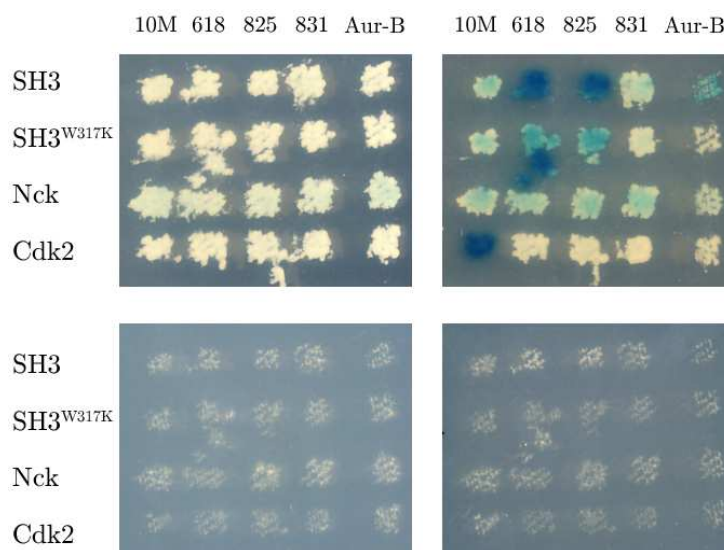 10M 618 825 831 Aur-B 10M 618 825 831 Aur-B
SH3
SH3W317K
Nck
Cdk2
SH3
SH3W317K
Nck
Cdk2